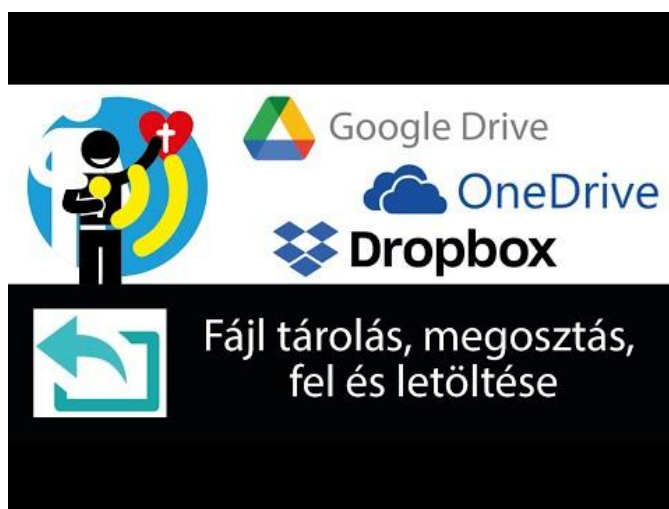 Google Drive
OneDrive
Dropbox
Fájl tárolás, megosztás,
fel és letöltése